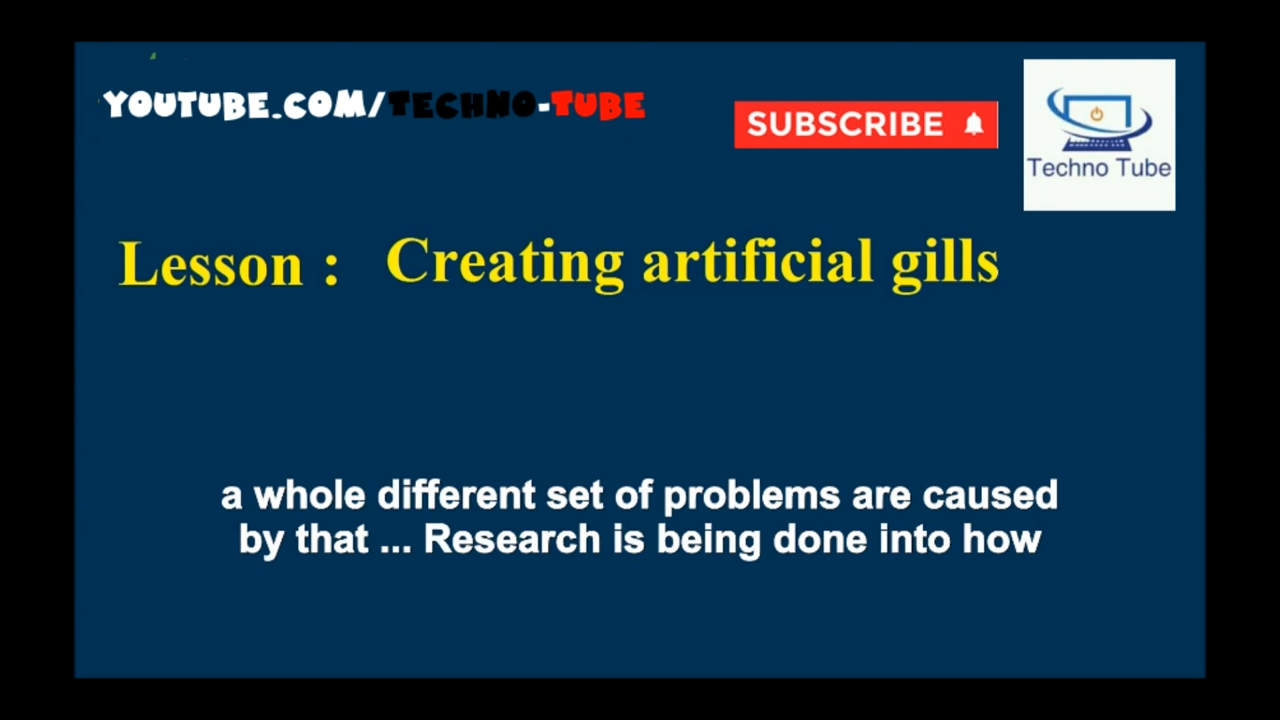 YOUTUBE.COM/TECHNO-TUBE
SUBSCRIBE
Techno Tube
Lesson : Creating artificial gills
a whole different set of problems are caused
by that ... Research is being done into how